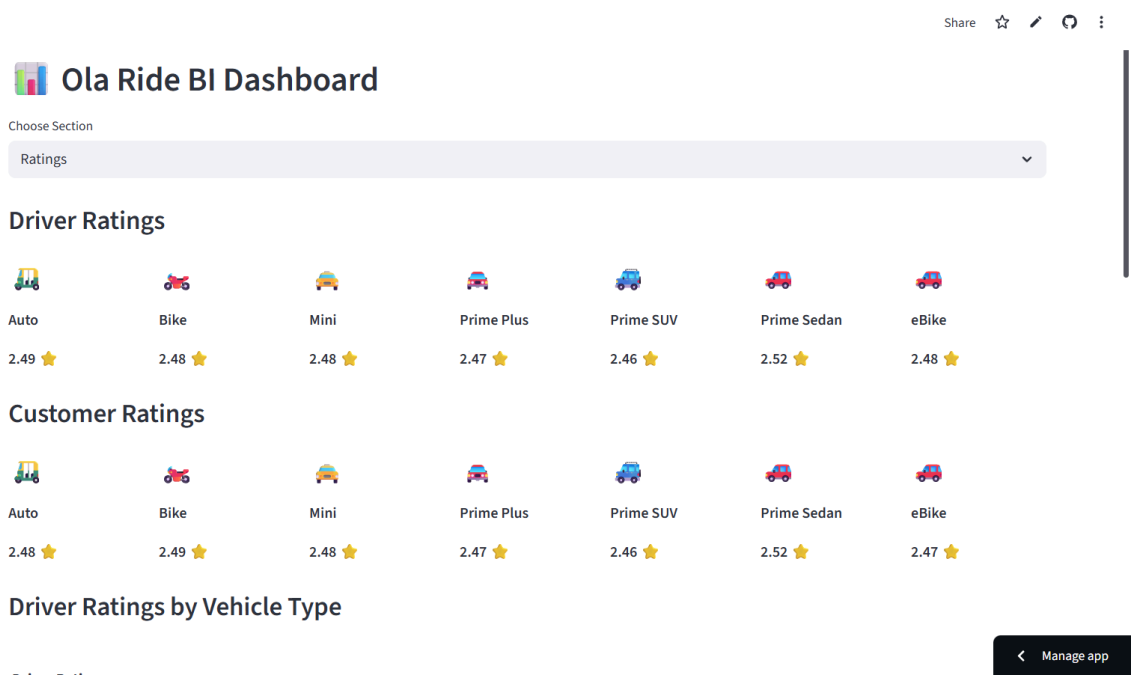 Share
Ola Ride BI Dashboard
Choose Section
Ratings
Driver Ratings
Auto Bike Mini Prime Plus Prime SUV Prime Sedan eBike
2.49 2.48 2.48 2.47 2.46 2.52 2.48
Customer Ratings
Auto Bike Mini Prime Plus Prime SUV Prime Sedan eBike
2.48 2.49 2.48 2.47 2.46 2.52 2.47
Driver Ratings by Vehicle Type
Manage app